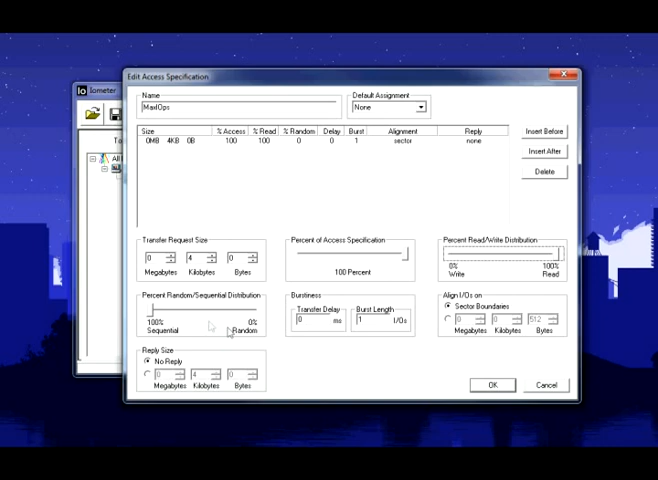 Iometer
Edit Access Specification
Name
MaxIOps
Default Assignment
None
Size % Access % Read % Random Delay Burst Alignment Reply
0MB 4KB 0B 100 100 0 0 1 sector none
Insert Before
Insert After
Delete
Transfer Request Size
0 4 0
Megabytes Kilobytes Bytes
Percent of Access Specification
100 Percent
Percent Read/Write Distribution
0% 100%
Write Read
Percent Random/Sequential Distribution
100% 0%
Sequential Random
Burstiness
Transfer Delay
0 ms
Burst Length
1 I/Os
Align I/Os on
Sector Boundaries
0 0 512
Megabytes Kilobytes Bytes
Reply Size
No Reply
0 4 0
Megabytes Kilobytes Bytes
OK
Cancel
To
All